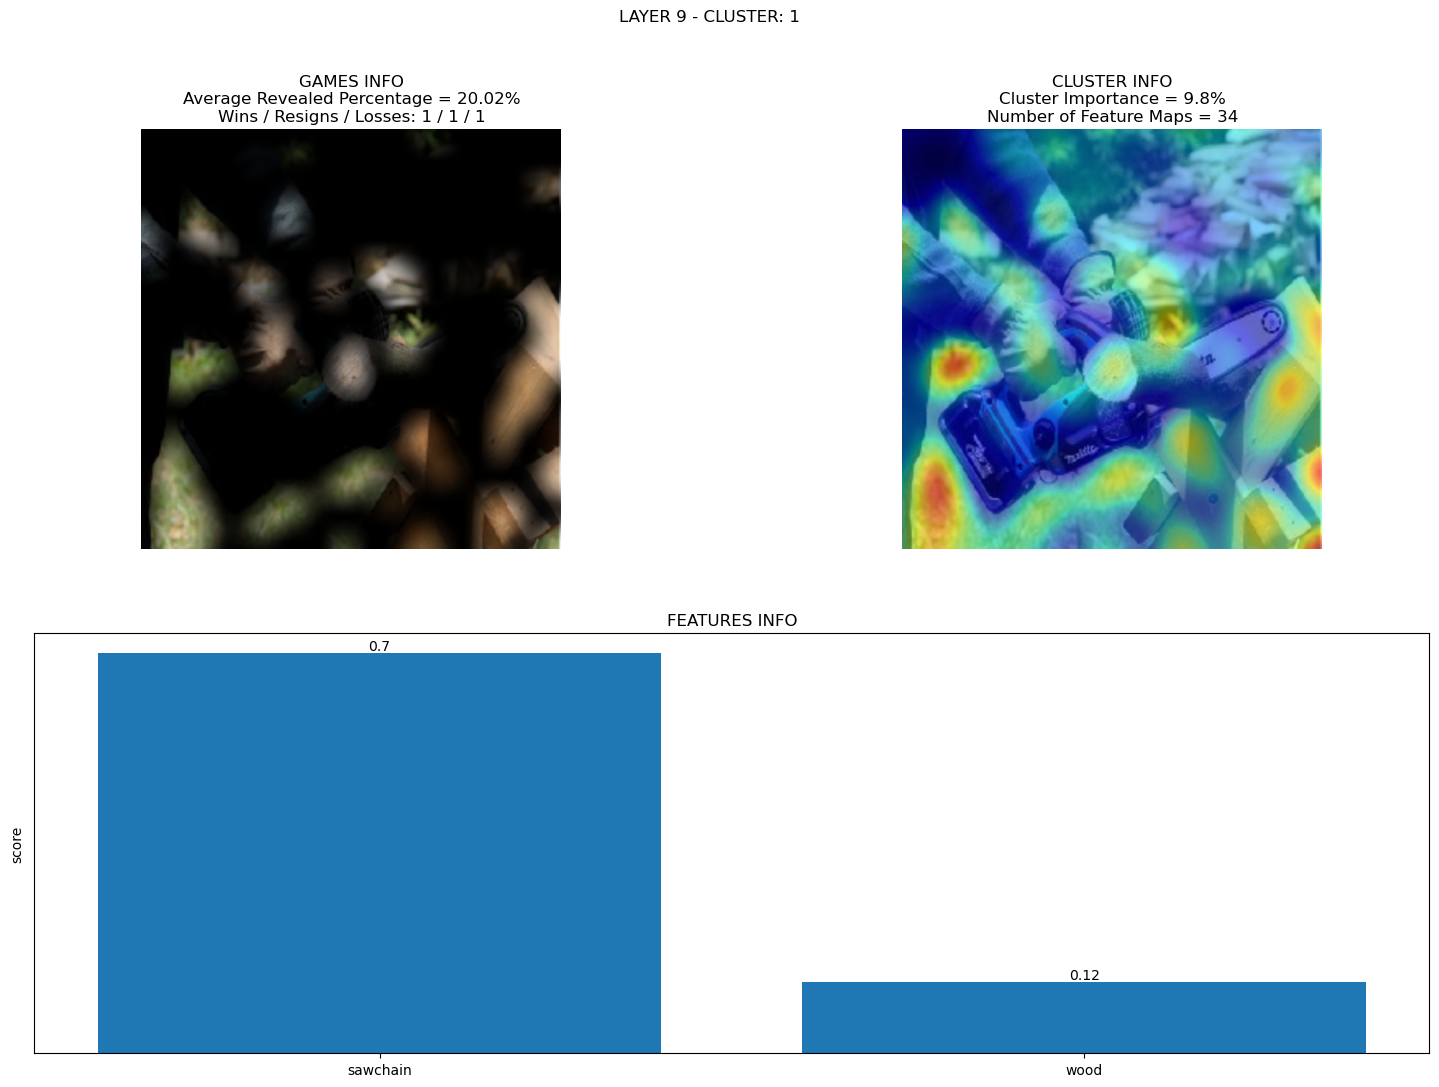 LAYER 9 - CLUSTER: 1
GAMES INFO
Average Revealed Percentage = 20.02%
Wins / Resigns / Losses: 1 / 1 / 1
CLUSTER INFO
Cluster Importance = 9.8%
Number of Feature Maps = 34
makita
FEATURES INFO
score
0.7
0.12
sawchain
wood